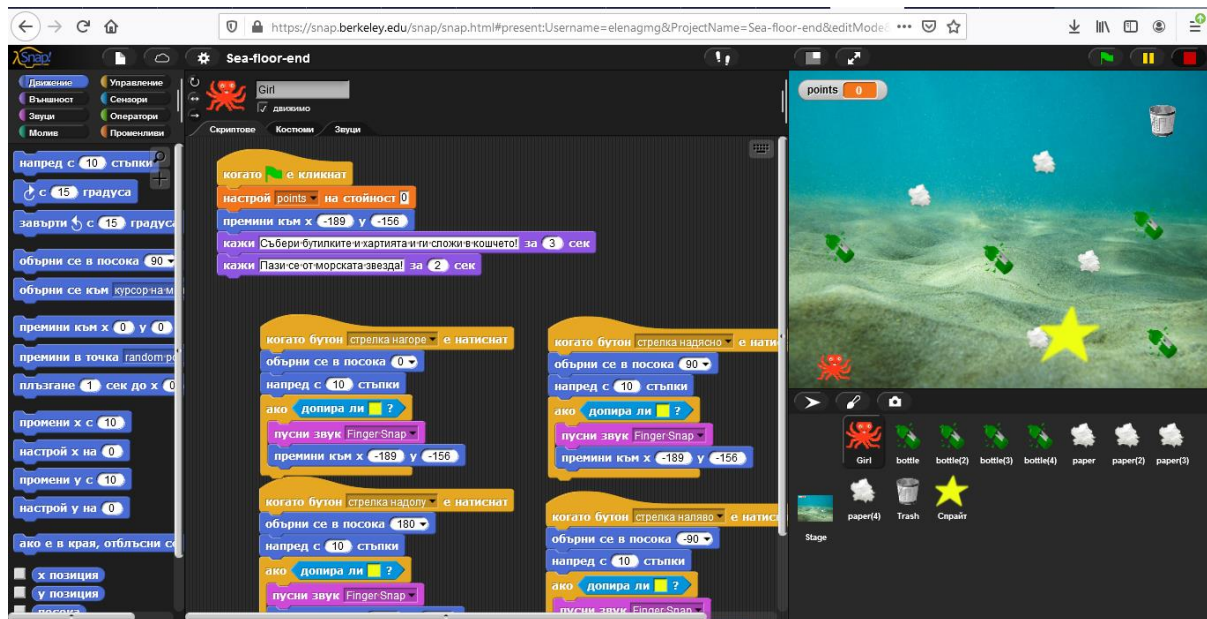 https://snap.berkeley.edu/snap/snap.html#present:Username=elenagmg&ProjectName=Sea-floor-end&editMode
Snap!
Sea-floor-end
Движение
Управление
Външност
Сензори
Звуци
Оператори
Молив
Променливи
напред с 10 стъпки
с 15 градуса
завърти с 15 градуса
обърни се в посока 90
обърни се към курсор на м
премини към x 0 y 0
премини в точка random po
плъзгане 1 сек до x 0
промени x с 10
настрой x на 0
промени y с 10
настрой y на 0
ако е в края, отблъсни се
x позиция
y позиция
посока
Girl
движимо
Скриптове
Костюми
Звуци
когато е кликнат
настрой points на стойност 0
премини към x -189 y -156
кажи Събери бутилките и хартията и ги сложи в кошчето! за 3 сек
кажи Пази се от морската звезда! за 2 сек
когато бутон стрелка нагоре е натиснат
обърни се в посока 0
напред с 10 стъпки
ако допира ли ?
пусни звук Finger Snap
премини към x -189 y -156
когато бутон стрелка надясно е нати
обърни се в посока 90
напред с 10 стъпки
ако допира ли ?
пусни звук Finger Snap
премини към x -189 y -156
когато бутон стрелка надолу е натиснат
обърни се в посока 180
напред с 10 стъпки
ако допира ли ?
пусни звук Finger Snap
когато бутон стрелка наляво е натис
обърни се в посока -90
напред с 10 стъпки
ако допира ли ?
пусни звук Finger Snap
points 0
Girl
bottle
bottle(2)
bottle(3)
bottle(4)
paper
paper(2)
paper(3)
paper(4)
Trash
Спрайт
Stage